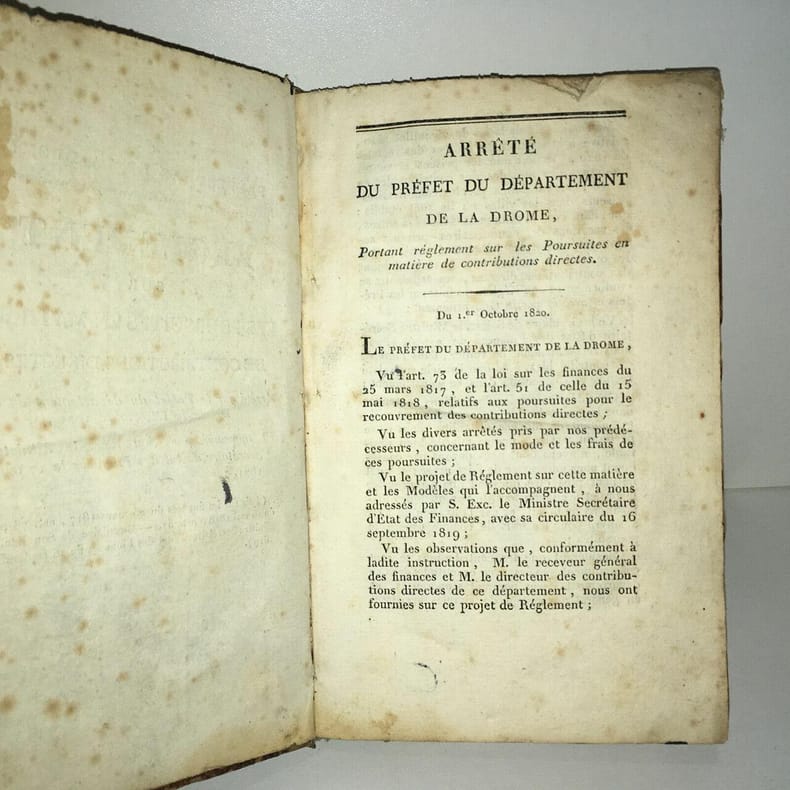 ARRÊTÉ
DU PRÉFET DU DÉPARTEMENT
DE LA DROME,
Portant réglement sur les Poursuites en
matière de contributions directes.
Du 1.er Octobre 1820.
LE PRÉFET DU DÉPARTEMENT DE LA DROME,
Vu l'art. 73 de la loi sur les finances du
25 mars 1817, et l'art. 51 de celle du 15
mai 1818, relatifs aux poursuites pour le
recouvrement des contributions directes;
Vu les divers arrêtés pris par nos prédé-
cesseurs, concernant le mode et les frais de
ces poursuites;
Vu le projet de Réglement sur cette matière
et les Modèles qui l'accompagnent, à nous
adressés par S. Exc. le Ministre Secrétaire
d'Etat des Finances, avec sa circulaire du 16
septembre 1819;
Vu les observations que, conformément à
ladite instruction, M. le receveur général
des finances et M. le directeur des contribu-
tions directes de ce département, nous ont
fournies sur ce projet de Réglement;